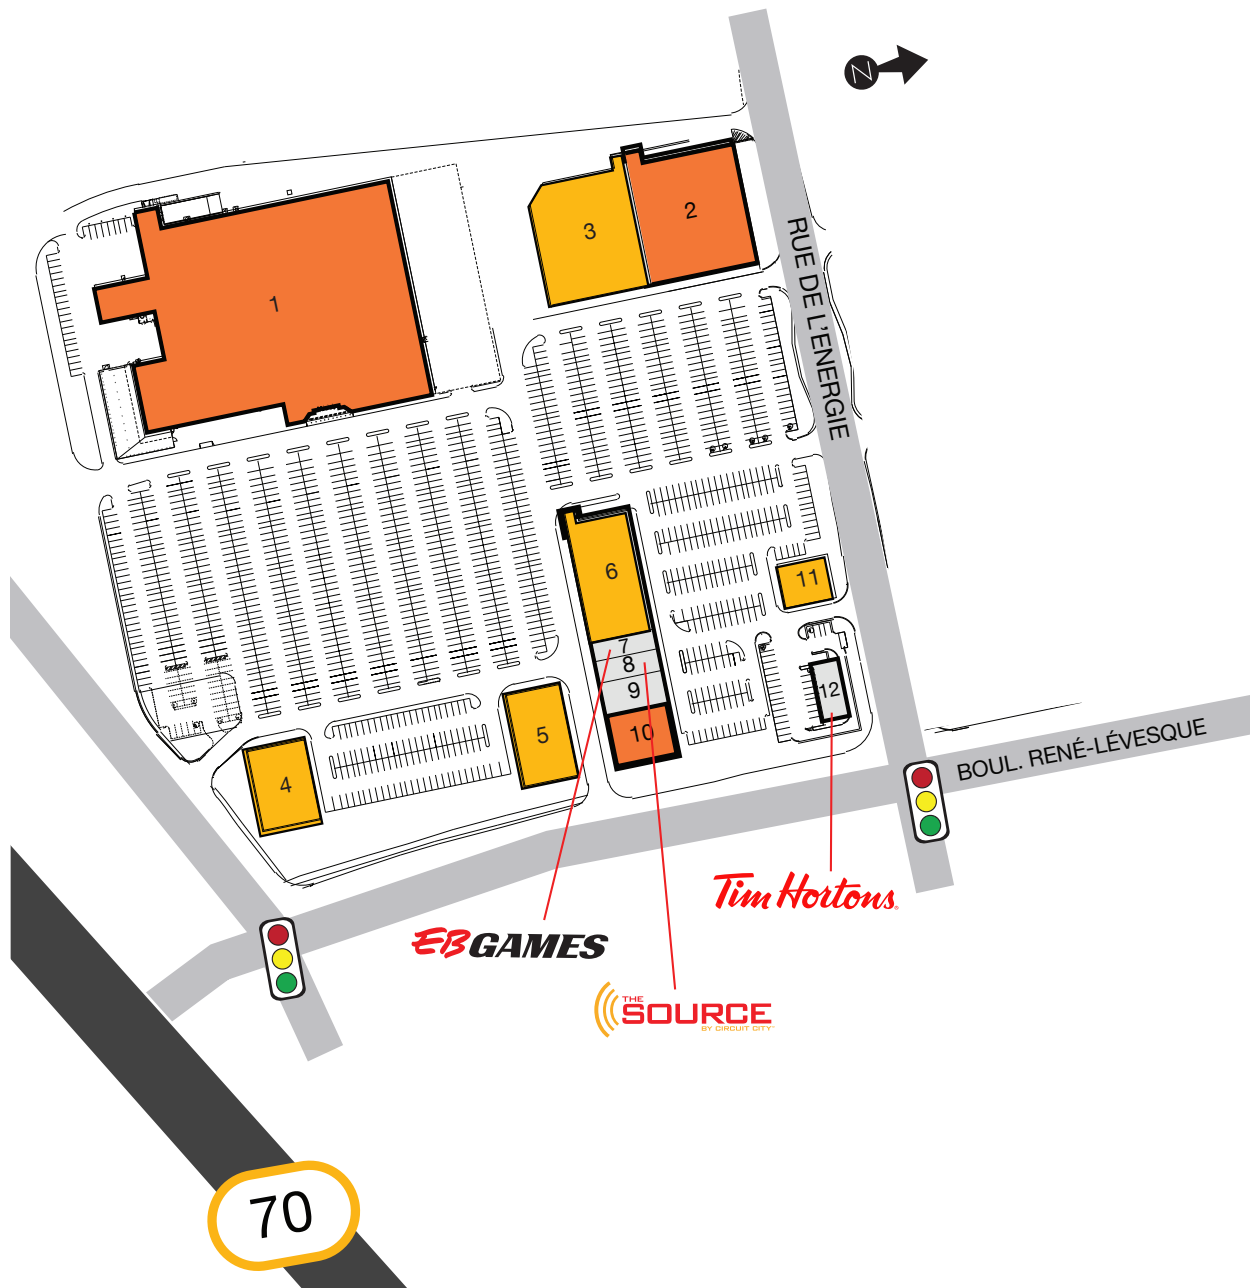 N
RUE DE L'ENERGIE
1
2
3
6
7
8
9
10
11
12
5
4
BOUL. RENÉ-LÉVESQUE
Tim Hortons
EB GAMES
THE
SOURCE
BY CIRCUIT CITY
70